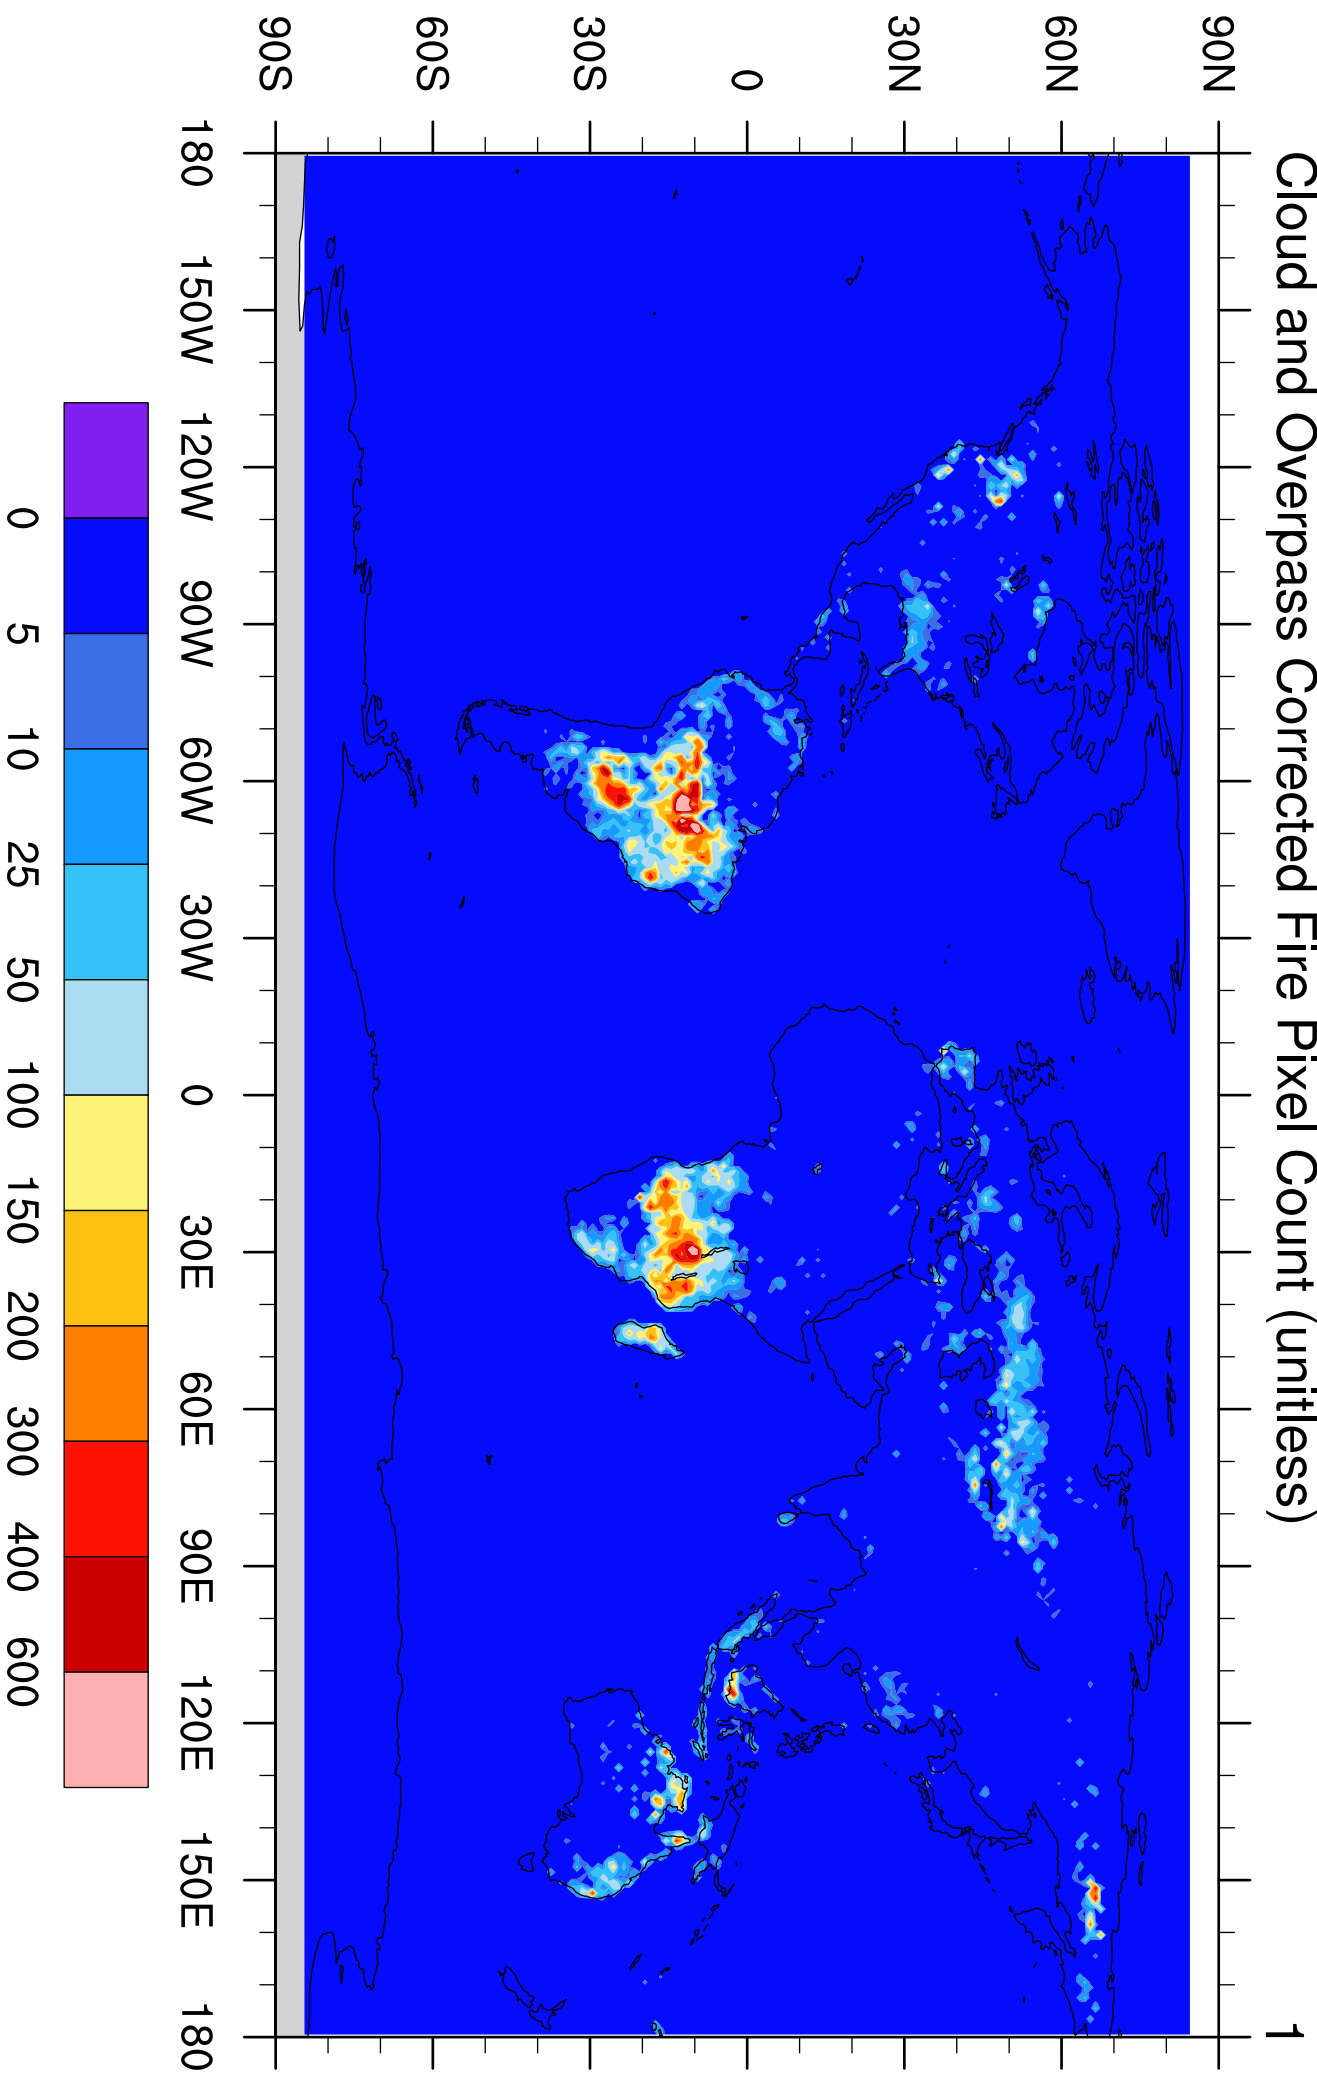 Cloud and Overpass Corrected Fire Pixel Count (unitless) 1
90N
60N
30N
0
30S
60S
90S
180 150W 120W 90W 60W 30W 0 30E 60E 90E 120E 150E 180
0 5 10 25 50 100 150 200 300 400 600